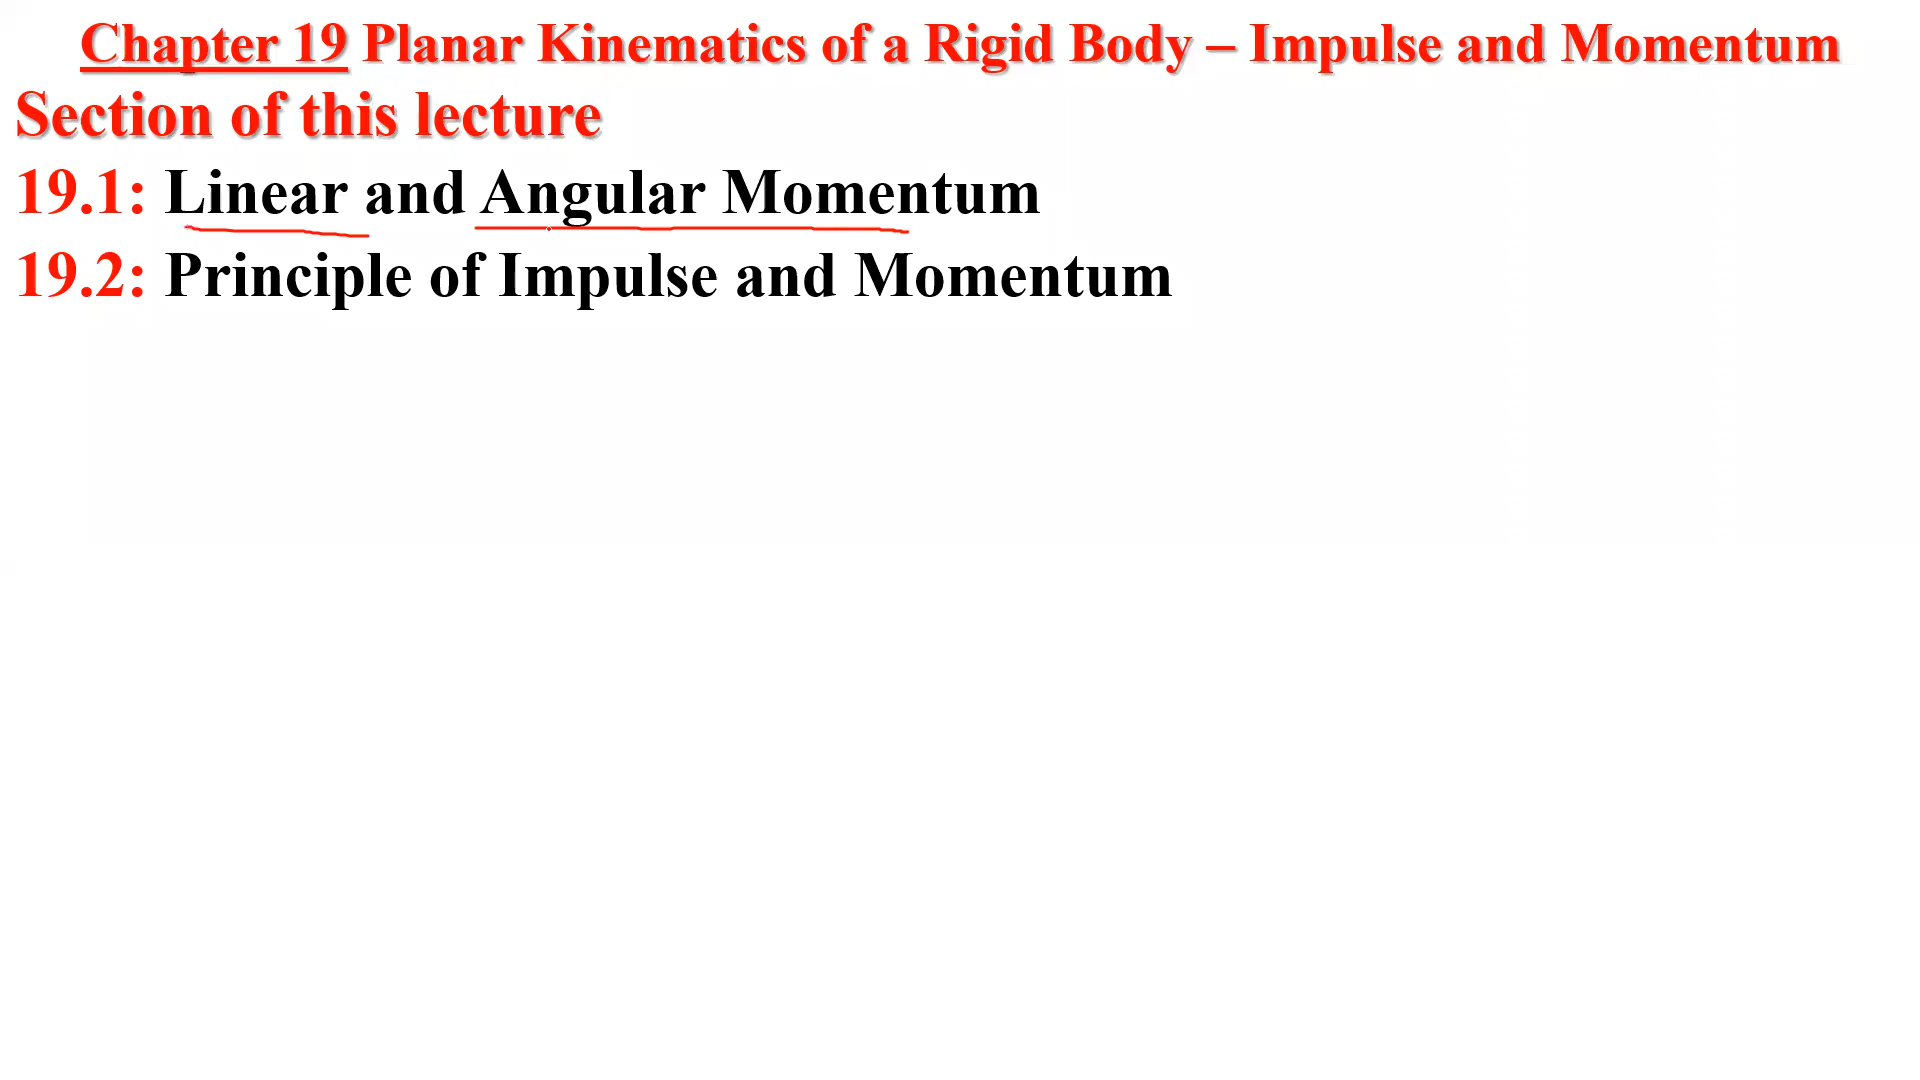 Chapter 19 Planar Kinematics of a Rigid Body – Impulse and Momentum
Section of this lecture
19.1: Linear and Angular Momentum
19.2: Principle of Impulse and Momentum